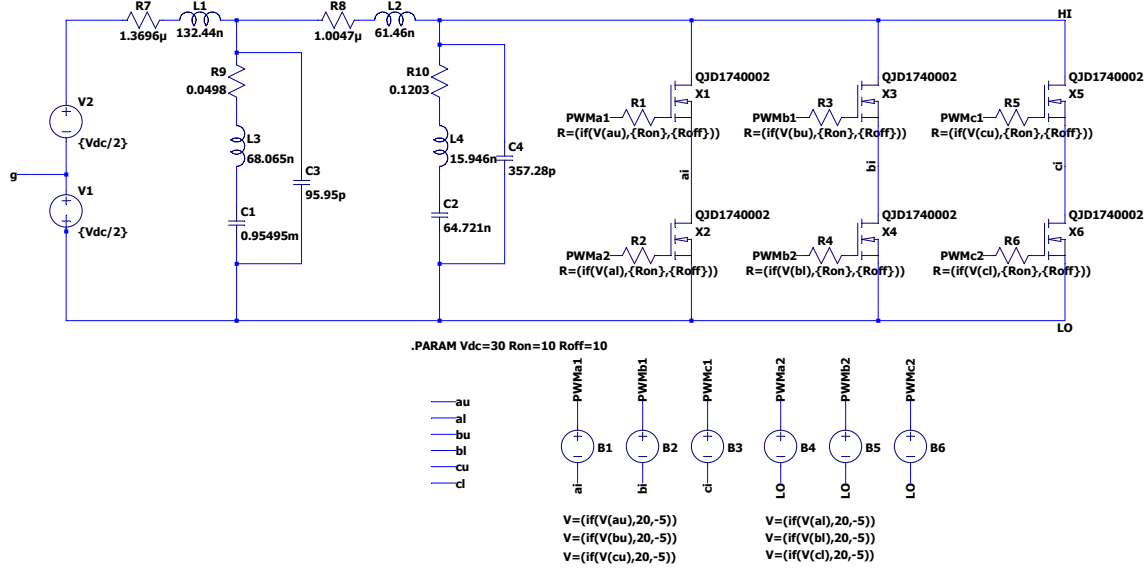 R7
L1
R8
L2
HI
1.3696µ
132.44n
1.0047µ
61.46n
R9
0.0498
R10
0.1203
QJD1740002
QJD1740002
QJD1740002
X1
X3
X5
V2
{Vdc/2}
PWMa1
R1
PWMb1
R3
PWMc1
R5
R=(if(V(au),{Ron},{Roff}))
R=(if(V(bu),{Ron},{Roff}))
R=(if(V(cu),{Ron},{Roff}))
L3
68.065n
L4
15.946n
C4
357.28p
C3
95.95p
g
ai
bi
ci
V1
{Vdc/2}
C1
0.95495m
C2
64.721n
QJD1740002
QJD1740002
QJD1740002
X2
X4
X6
PWMa2
R2
PWMb2
R4
PWMc2
R6
R=(if(V(al),{Ron},{Roff}))
R=(if(V(bl),{Ron},{Roff}))
R=(if(V(cl),{Ron},{Roff}))
LO
.PARAM Vdc=30 Ron=10 Roff=10
au
al
bu
bl
cu
cl
PWMa1
PWMb1
PWMc1
PWMa2
PWMb2
PWMc2
B1
B2
B3
B4
B5
B6
ai
bi
ci
LO
LO
LO
V=(if(V(au),20,-5))
V=(if(V(bu),20,-5))
V=(if(V(cu),20,-5))
V=(if(V(al),20,-5))
V=(if(V(bl),20,-5))
V=(if(V(cl),20,-5))